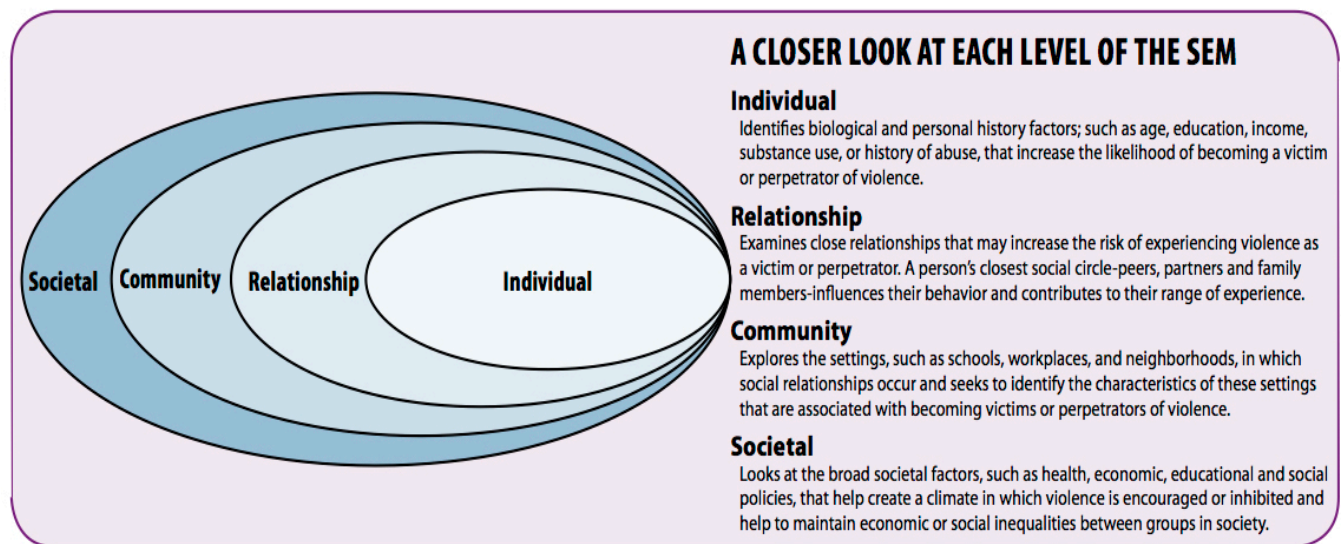 A CLOSER LOOK AT EACH LEVEL OF THE SEM
Individual
Identifies biological and personal history factors; such as age, education, income,
substance use, or history of abuse, that increase the likelihood of becoming a victim
or perpetrator of violence.
Relationship
Examines close relationships that may increase the risk of experiencing violence as
a victim or perpetrator. A person's closest social circle-peers, partners and family
members-influences their behavior and contributes to their range of experience.
Community
Explores the settings, such as schools, workplaces, and neighborhoods, in which
social relationships occur and seeks to identify the characteristics of these settings
that are associated with becoming victims or perpetrators of violence.
Societal
Looks at the broad societal factors, such as health, economic, educational and social
policies, that help create a climate in which violence is encouraged or inhibited and
help to maintain economic or social inequalities between groups in society.
Societal Community Relationship Individual